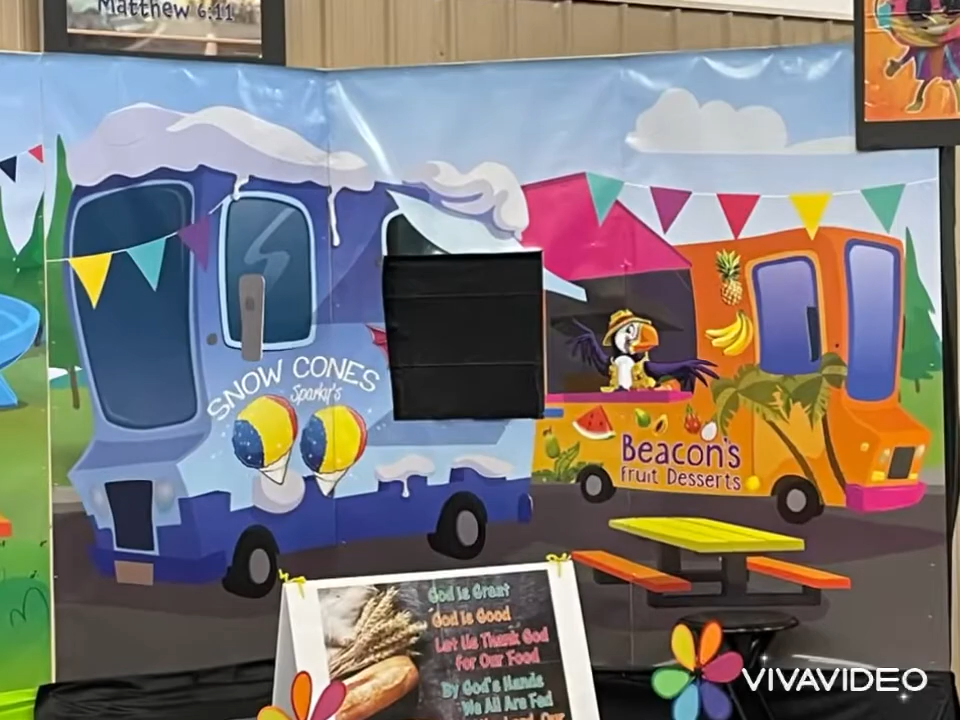 Matthew 6:11
SNOW CONES
Sparky's
Beacon's
Fruit Desserts
God is Great
God is Good
Let Us Thank God
for Our Food
By God's Hands
We All Are Fed
Our
VIVAVIDEO